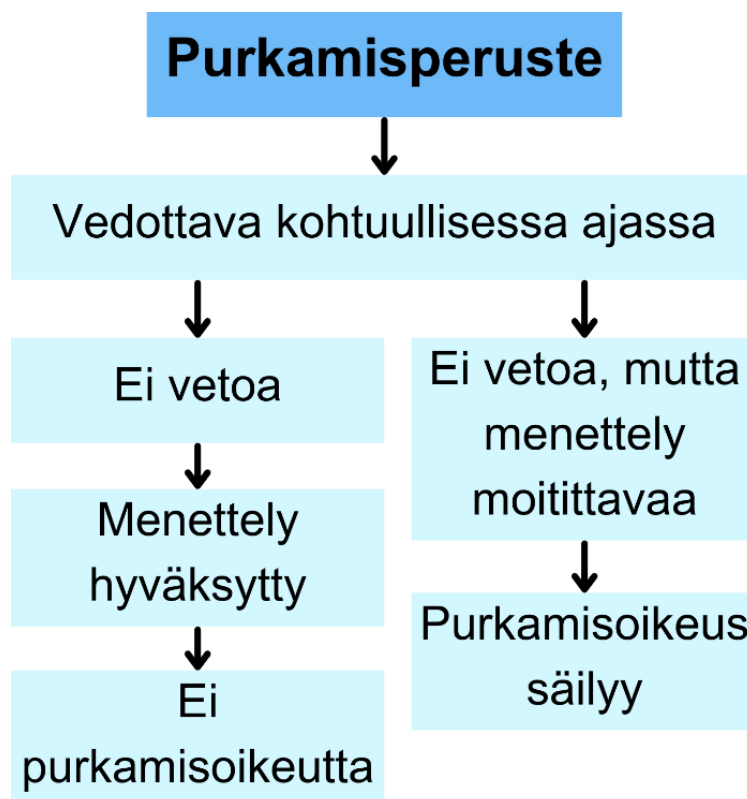 Purkamisperuste
Vedottava kohtuullisessa ajassa
Ei vetoa
Menettely
hyväksytty
Ei
purkamisoikeutta
Ei vetoa, mutta
menettely
moitittavaa
Purkamisoikeus
säilyy